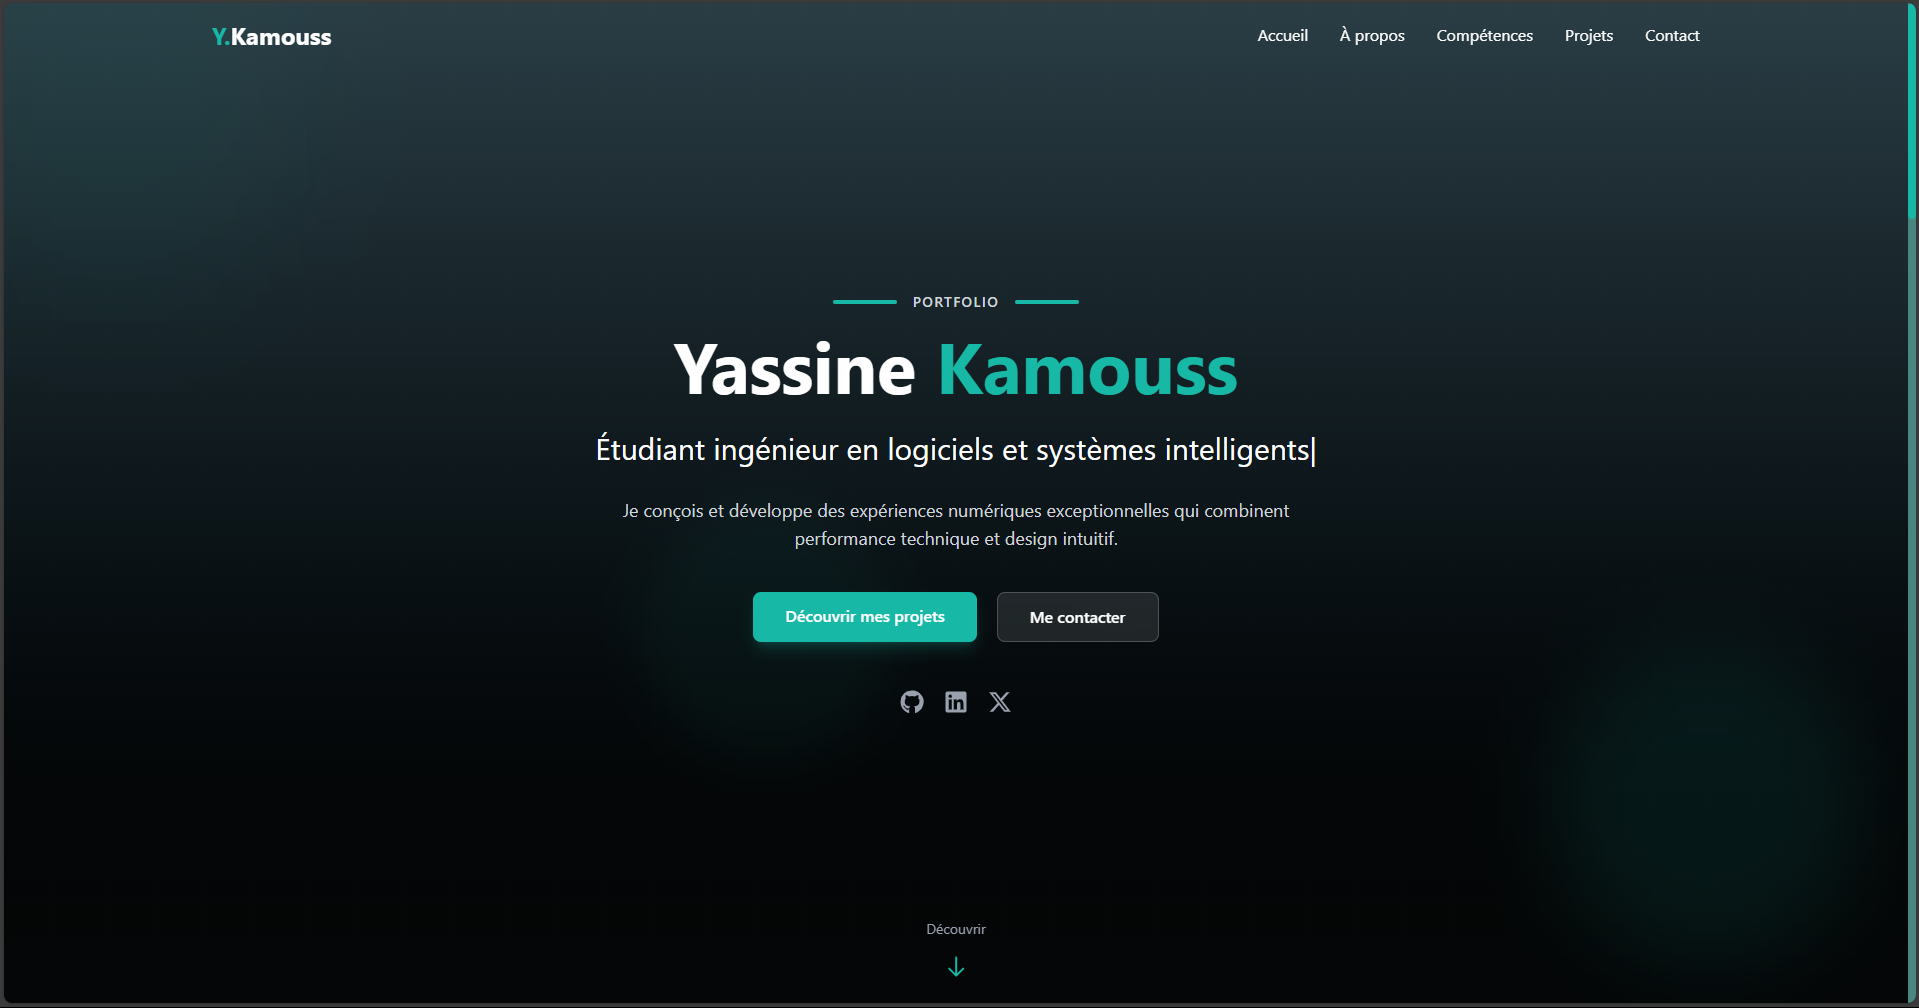 Y.Kamouss
Accueil À propos Compétences Projets Contact
PORTFOLIO
Yassine Kamouss
Étudiant ingénieur en logiciels et systèmes intelligents|
Je conçois et développe des expériences numériques exceptionnelles qui combinent
performance technique et design intuitif.
Découvrir mes projets
Me contacter
Découvrir